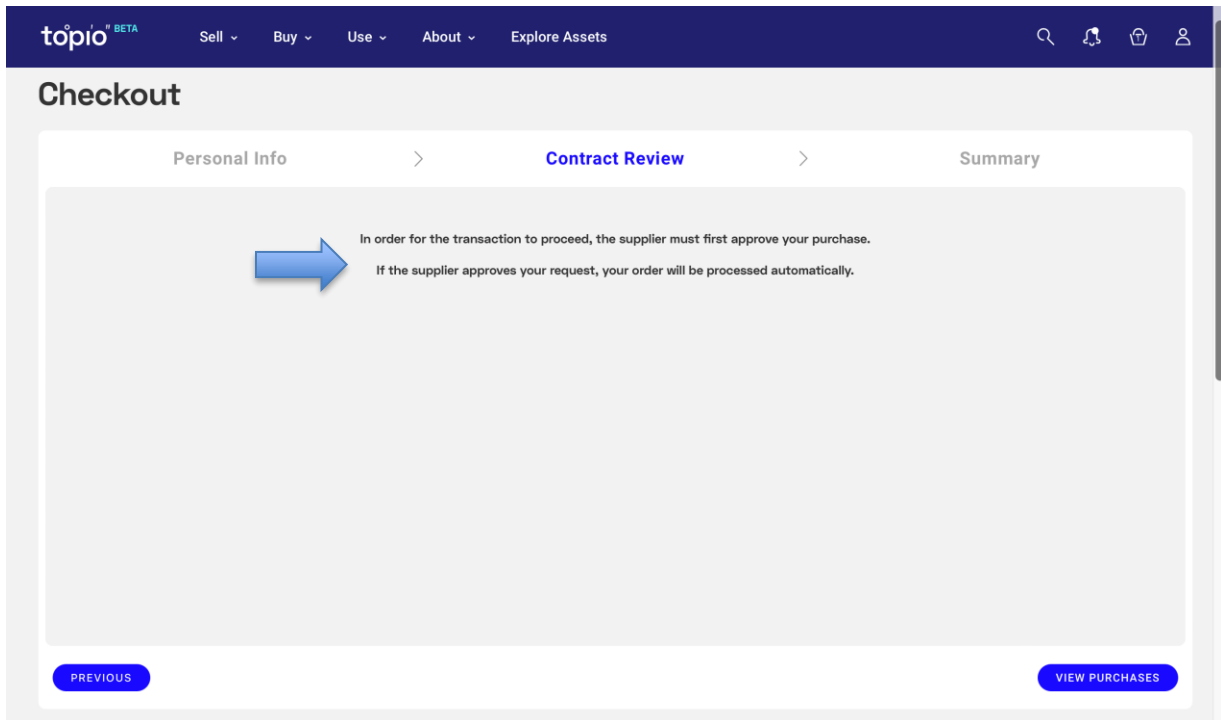 topio BETA
Sell Buy Use About Explore Assets
Checkout
Personal Info Contract Review Summary
In order for the transaction to proceed, the supplier must first approve your purchase.
If the supplier approves your request, your order will be processed automatically.
PREVIOUS VIEW PURCHASES